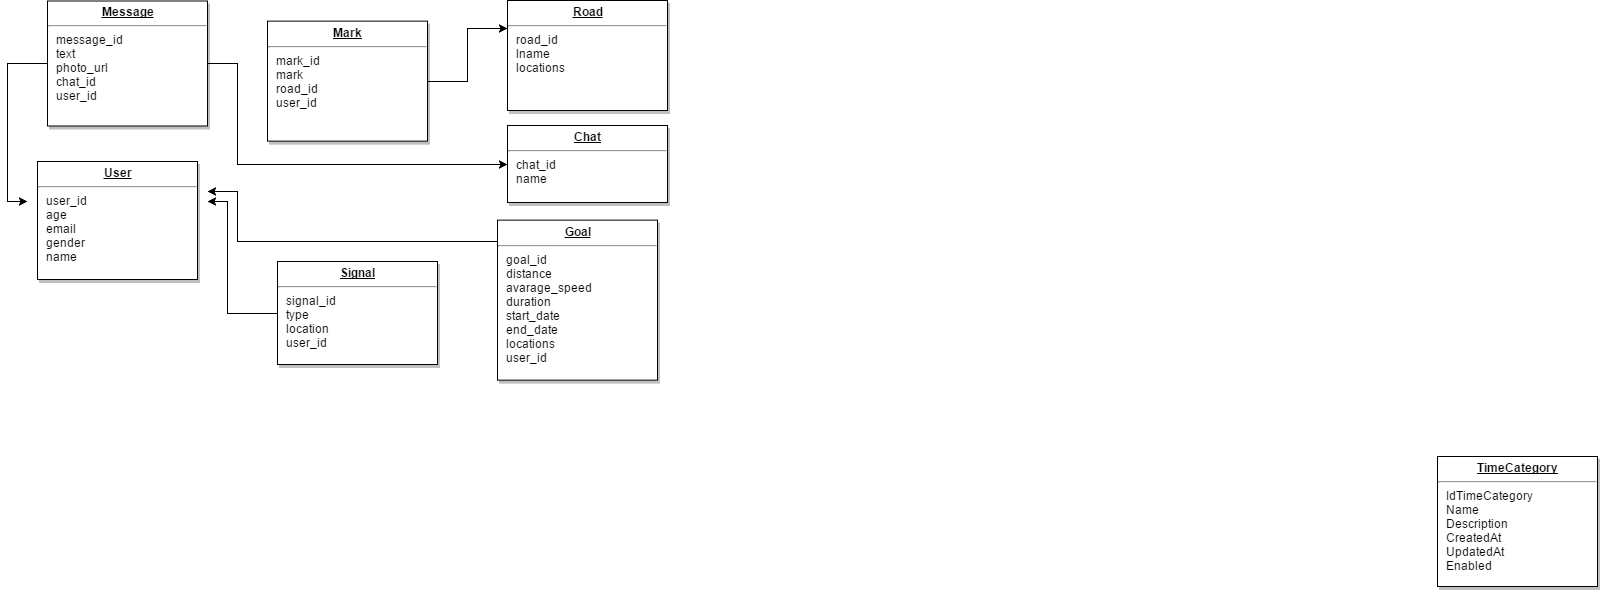 Message
message_id
text
photo_url
chat_id
user_id
Mark
mark_id
mark
road_id
user_id
Road
road_id
lname
locations
Chat
chat_id
name
User
user_id
age
email
gender
name
Signal
signal_id
type
location
user_id
Goal
goal_id
distance
avarage_speed
duration
start_date
end_date
locations
user_id
TimeCategory
IdTimeCategory
Name
Description
CreatedAt
UpdatedAt
Enabled